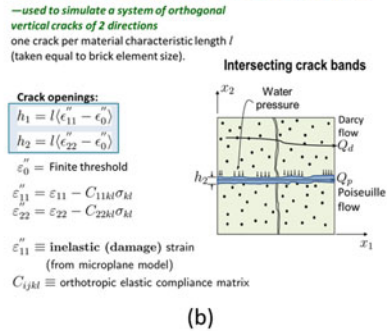 —used to simulate a system of orthogonal
vertical cracks of 2 directions
one crack per material characteristic length l
(taken equal to brick element size).
Intersecting crack bands
Crack openings:
h₁ = l⟨ϵ″₁₁ − ϵ″₀⟩
h₂ = l⟨ϵ″₂₂ − ϵ″₀⟩
ε″₀ = Finite threshold
ε″₁₁ = ε₁₁ − C₁₁ₖₗσₖₗ
ε″₂₂ = ε₂₂ − C₂₂ₖₗσₖₗ
ε″₁₁ ≡ inelastic (damage) strain
(from microplane model)
Cᵢⱼₖₗ ≡ orthotropic elastic compliance matrix
x₂
Water
pressure
Darcy
flow
Q_d
h₂
Qₚ
Poiseuille
flow
x₁
(b)